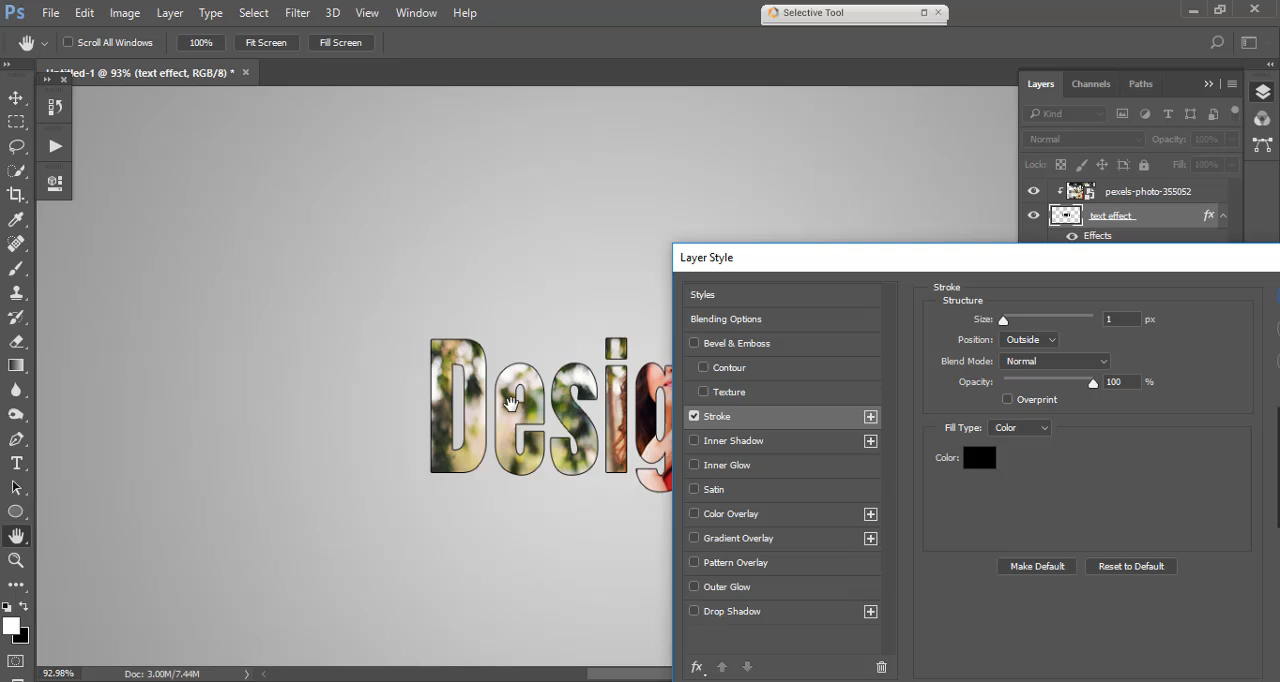 Ps File Edit Image Layer Type Select Filter 3D View Window Help
Selective Tool
Scroll All Windows 100% Fit Screen Fill Screen
Untitled-1 @ 93% (text effect, RGB/8) *
Layers Channels Paths
Kind
Normal Opacity: 100%
Lock: Fill: 100%
pexels-photo-355052
text effect fx
Effects
Desig
Layer Style
Styles
Blending Options
Bevel & Emboss
Contour
Texture
Stroke
Inner Shadow
Inner Glow
Satin
Color Overlay
Gradient Overlay
Pattern Overlay
Outer Glow
Drop Shadow
fx
Stroke
Structure
Size: 1 px
Position: Outside
Blend Mode: Normal
Opacity: 100 %
Overprint
Fill Type: Color
Color:
Make Default Reset to Default
92.98% Doc: 3.00M/7.44M